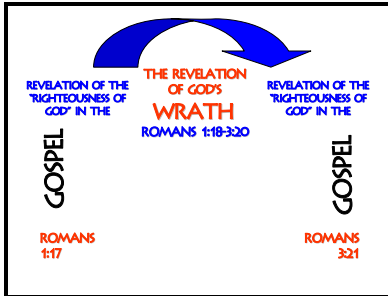 REVELATION OF THE
"RIGHTEOUSNESS OF
GOD" IN THE
GOSPEL
ROMANS
1:17
THE REVELATION
OF GOD'S
WRATH
ROMANS 1:18-3:20
REVELATION OF THE
"RIGHTEOUSNESS OF
GOD" IN THE
GOSPEL
ROMANS
3:21